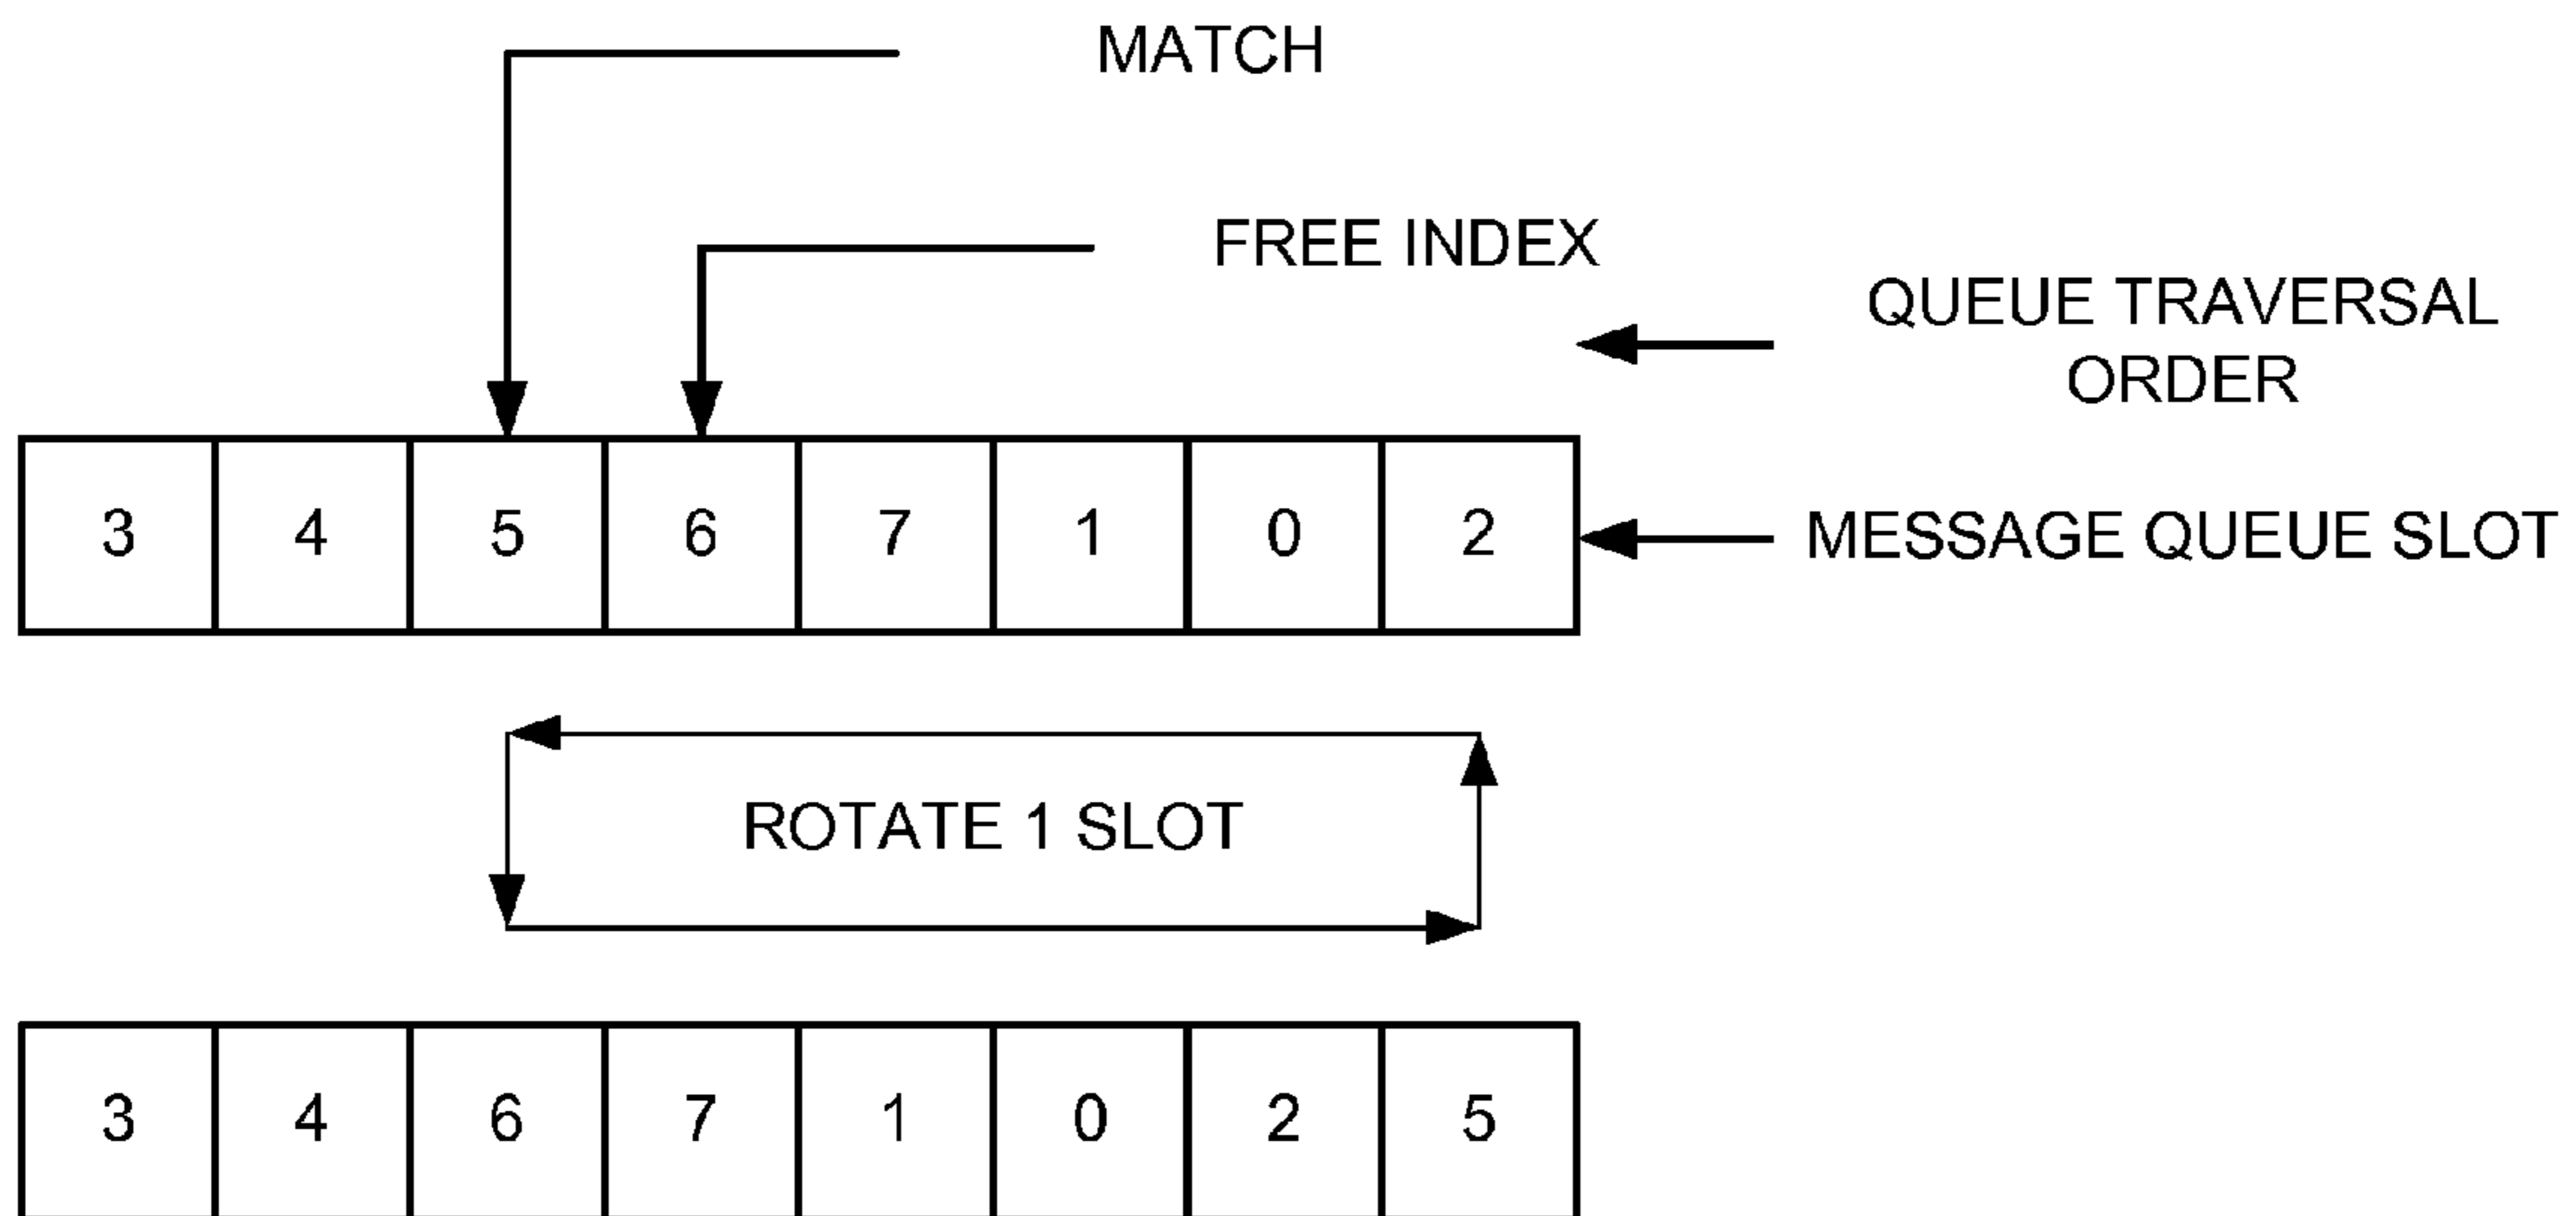 MATCH
FREE INDEX
QUEUE TRAVERSAL
ORDER
3 4 5 6 7 1 0 2
MESSAGE QUEUE SLOT
ROTATE 1 SLOT
3 4 6 7 1 0 2 5